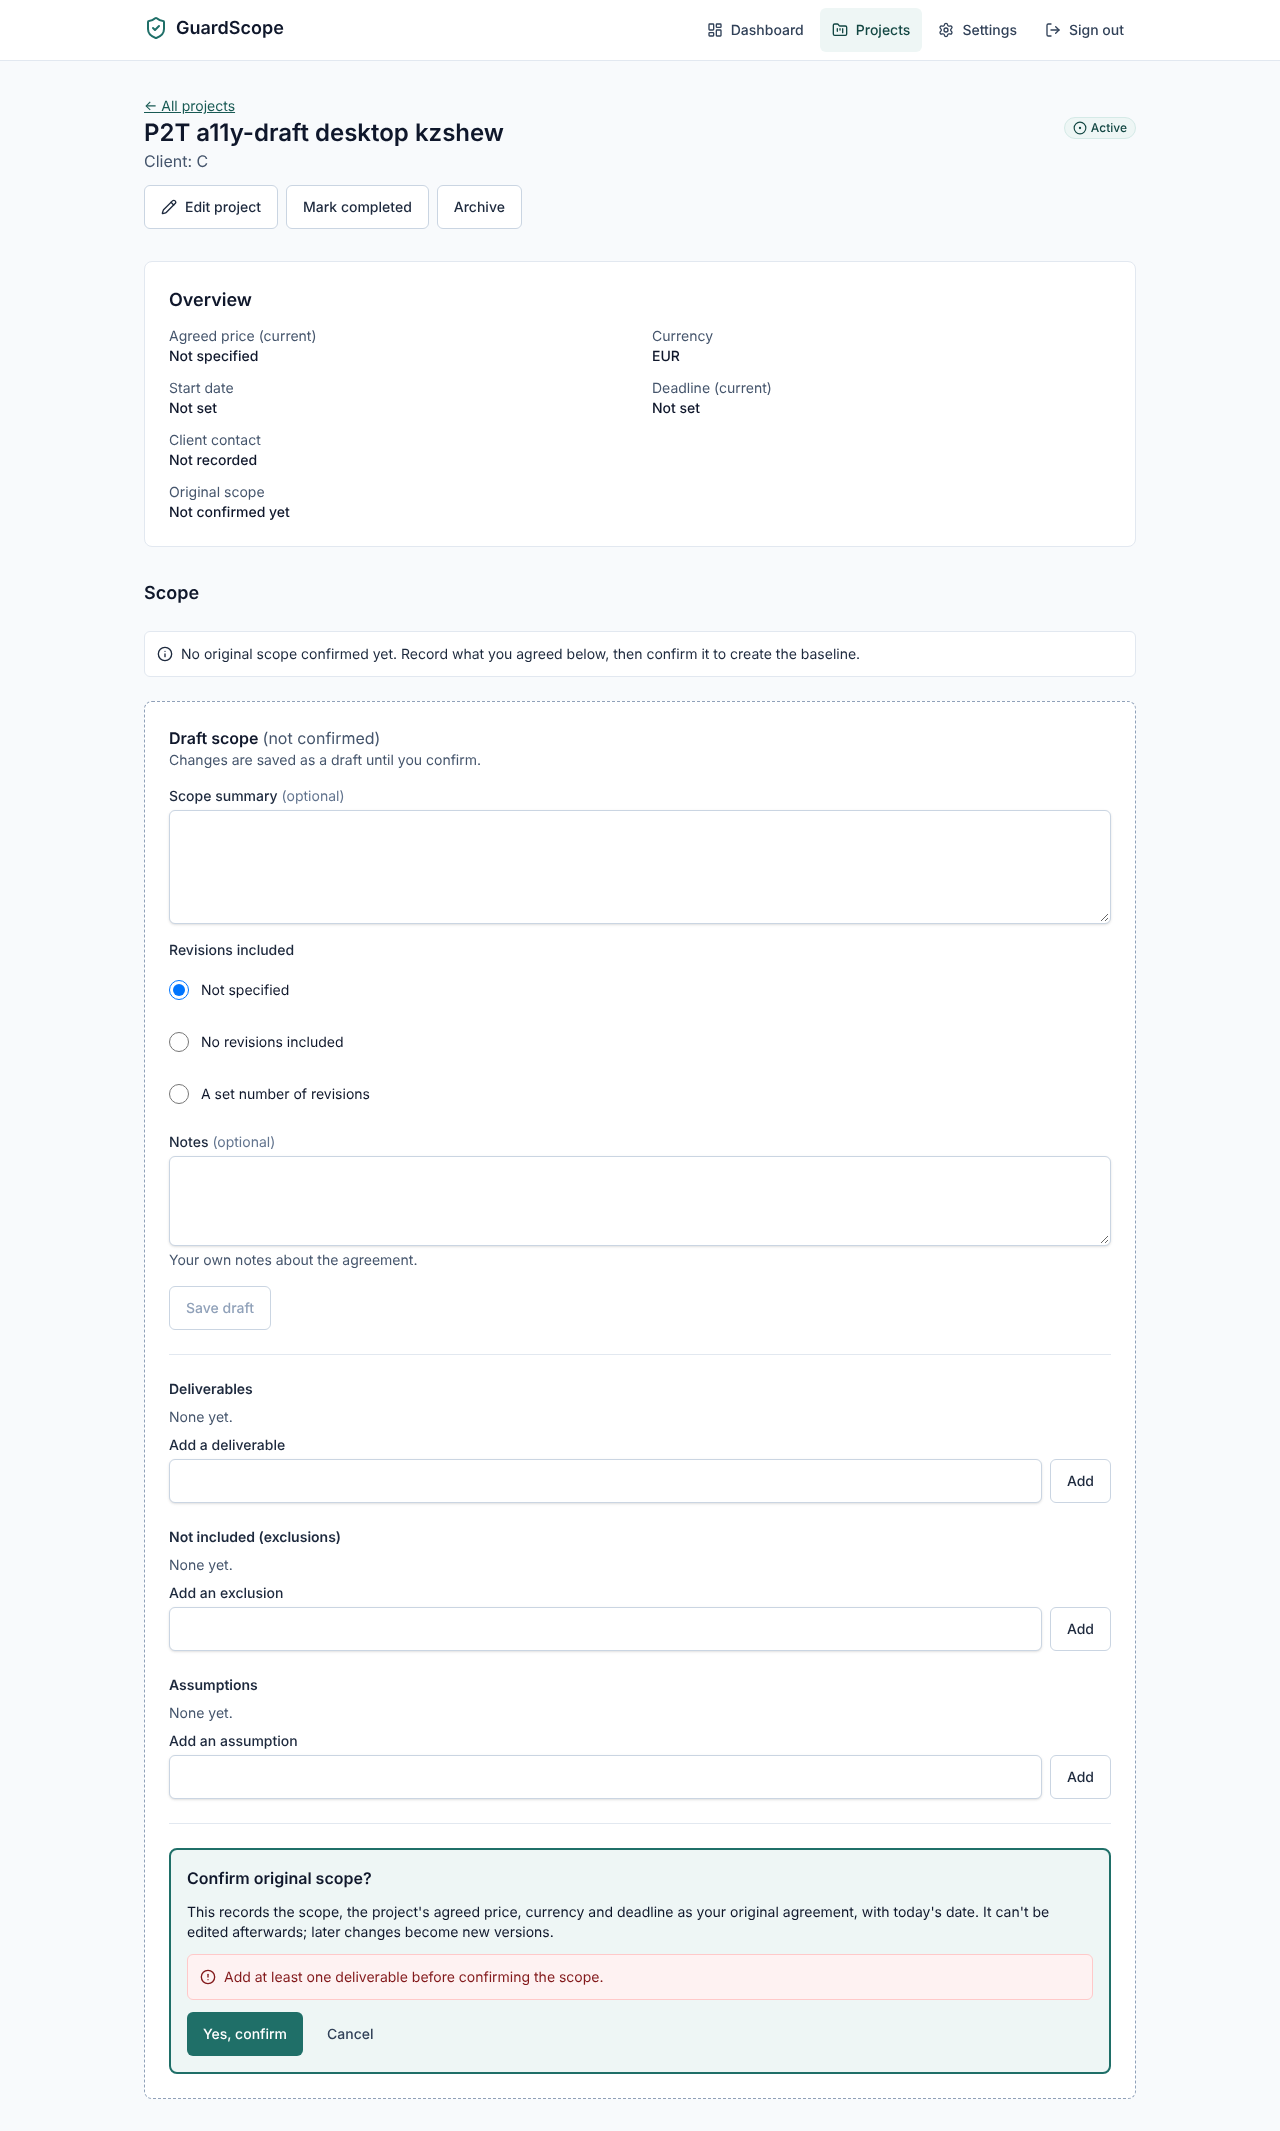 GuardScope
Dashboard
Projects
Settings
Sign out
← All projects
P2T a11y-draft desktop kzshew
Active
Client: C
Edit project
Mark completed
Archive
Overview
Agreed price (current)
Not specified
Currency
EUR
Start date
Not set
Deadline (current)
Not set
Client contact
Not recorded
Original scope
Not confirmed yet
Scope
No original scope confirmed yet. Record what you agreed below, then confirm it to create the baseline.
Draft scope (not confirmed)
Changes are saved as a draft until you confirm.
Scope summary (optional)
Revisions included
Not specified
No revisions included
A set number of revisions
Notes (optional)
Your own notes about the agreement.
Save draft
Deliverables
None yet.
Add a deliverable
Add
Not included (exclusions)
None yet.
Add an exclusion
Add
Assumptions
None yet.
Add an assumption
Add
Confirm original scope?
This records the scope, the project's agreed price, currency and deadline as your original agreement, with today's date. It can't be
edited afterwards; later changes become new versions.
Add at least one deliverable before confirming the scope.
Yes, confirm
Cancel